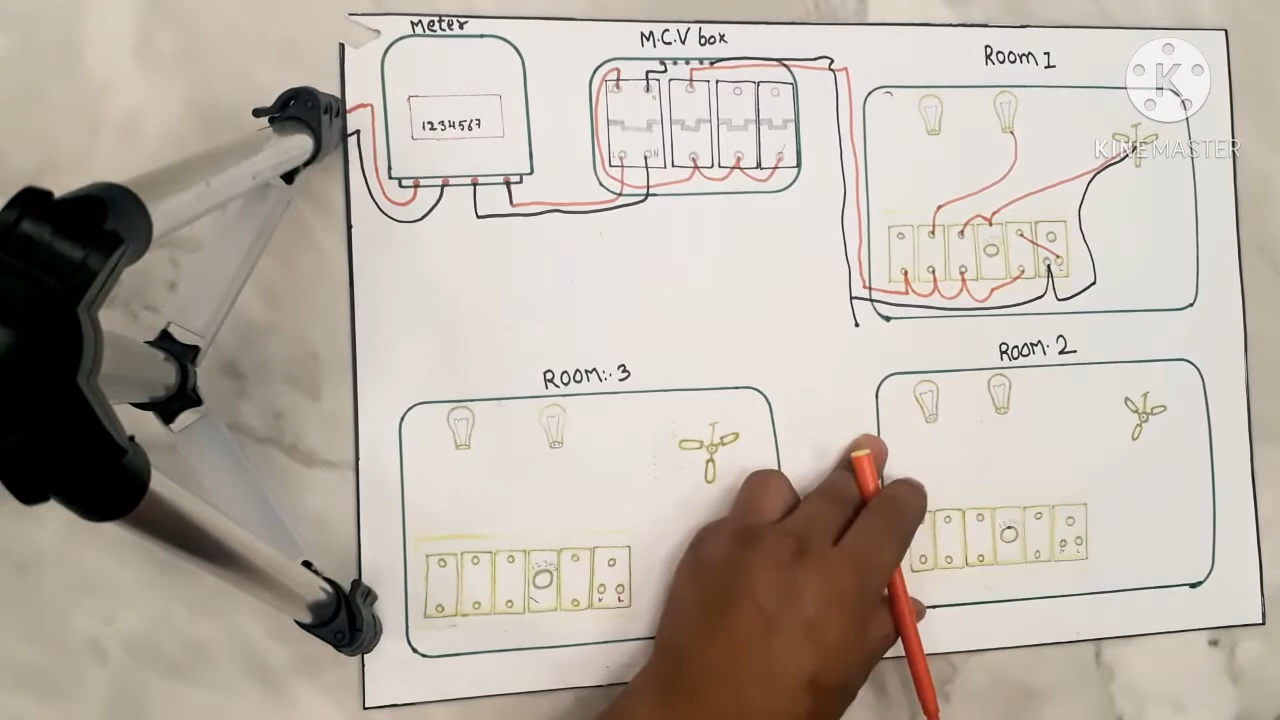 Meter
M.C.V box
Room 1
K
KINEMASTER
1234567
L
N
ROOM: 3
ROOM. 2
N L